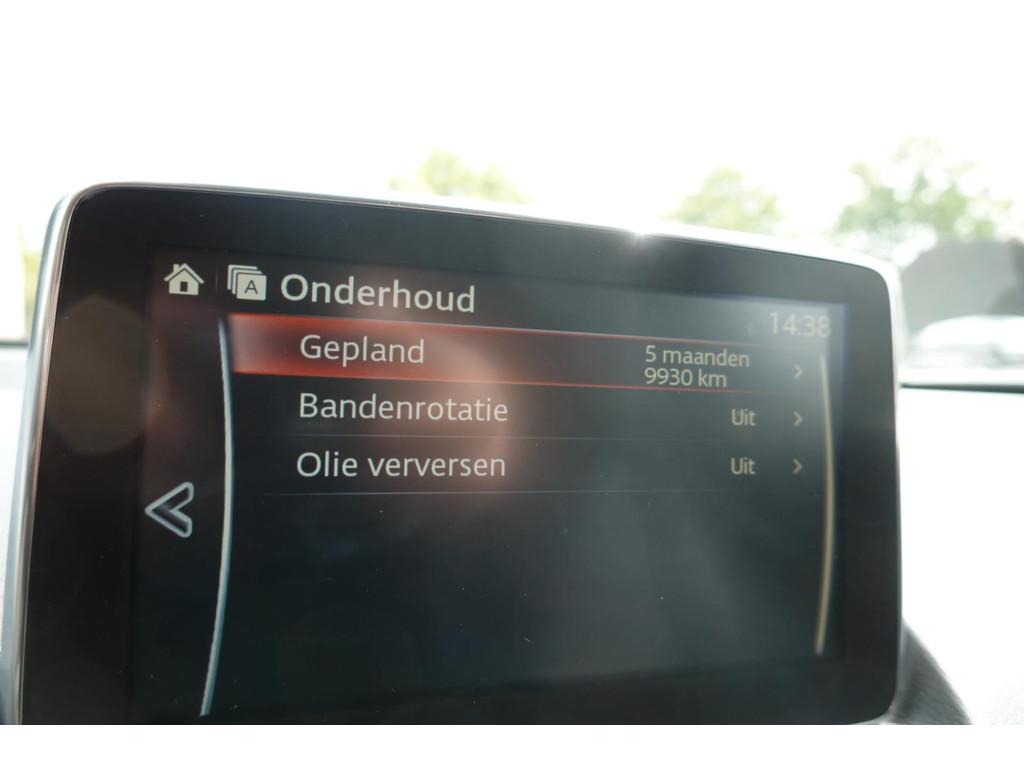 A
Onderhoud
14:38
Gepland
5 maanden
9930 km
Bandenrotatie
Uit
Olie verversen
Uit